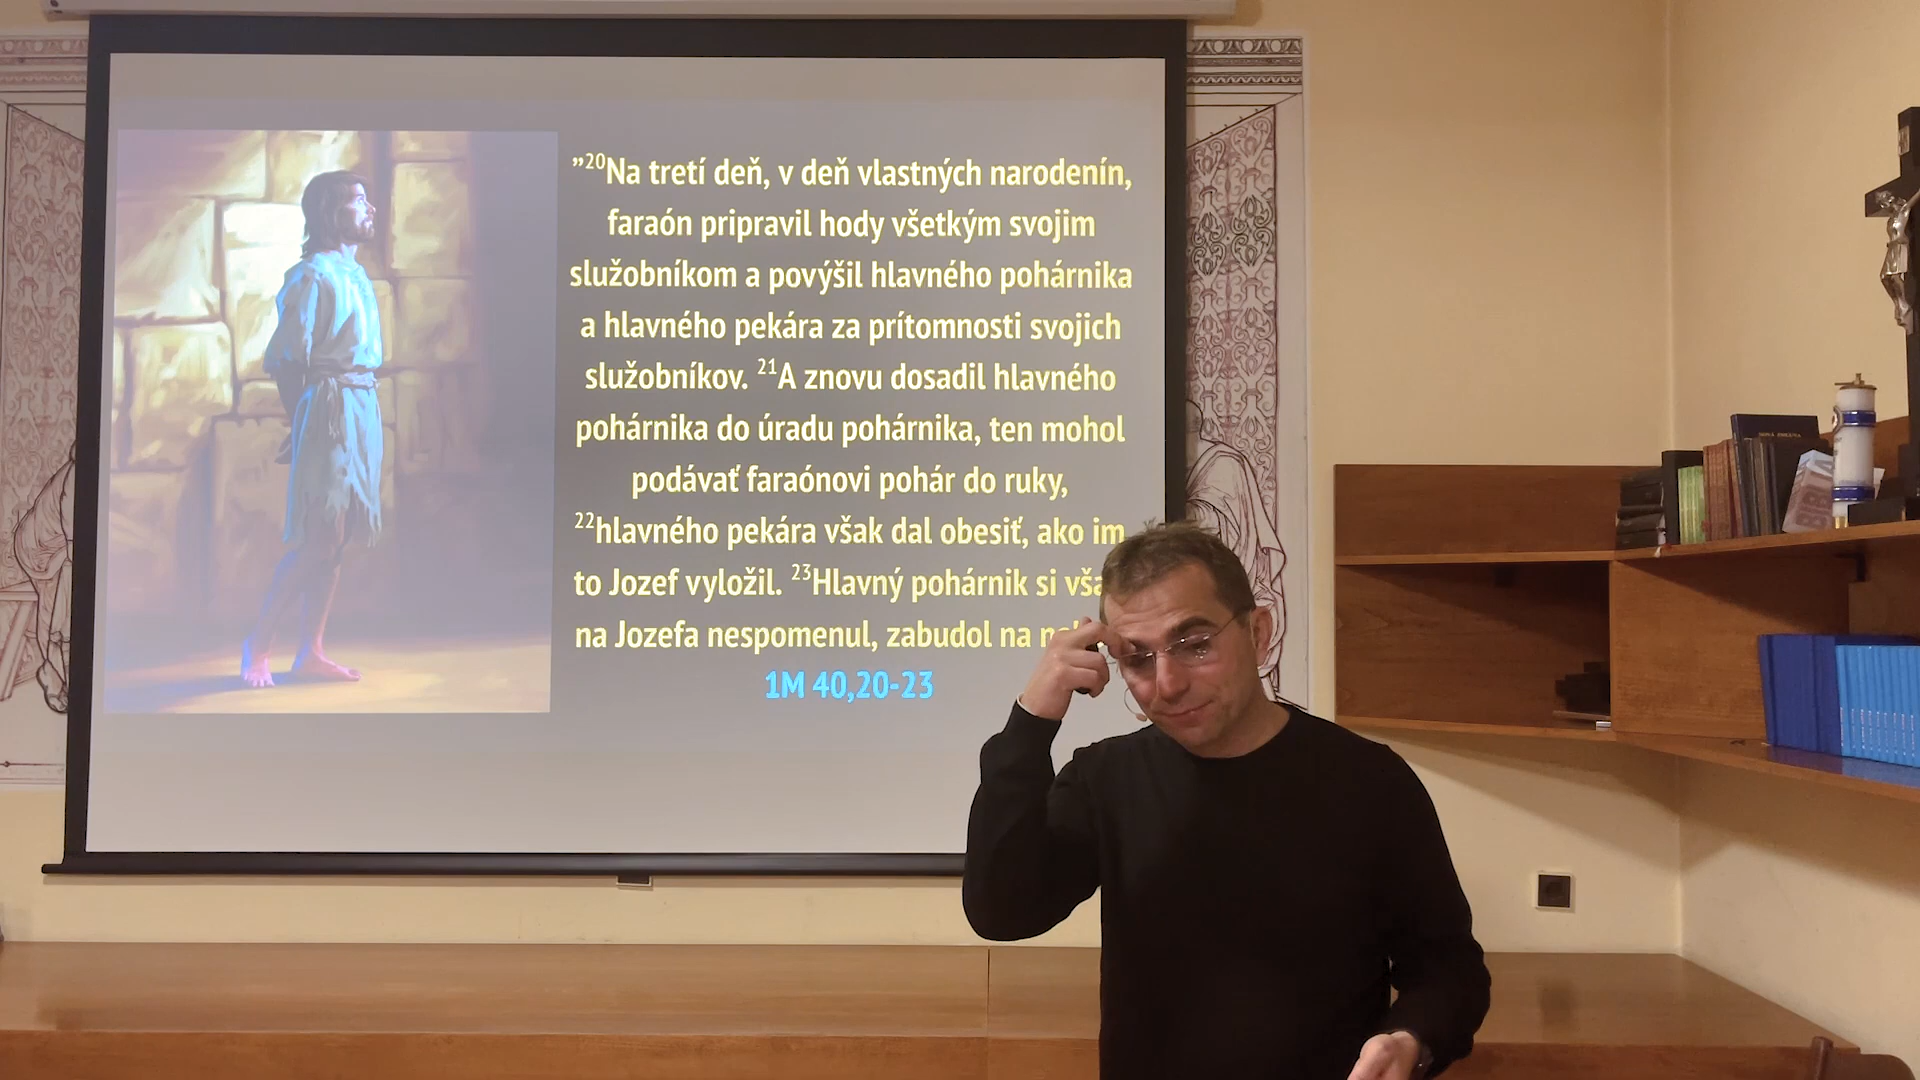 ”20Na tretí deň, v deň vlastných narodenín,
faraón pripravil hody všetkým svojim
služobníkom a povýšil hlavného pohárnika
a hlavného pekára za prítomnosti svojich
služobníkov. 21A znovu dosadil hlavného
pohárnika do úradu pohárnika, ten mohol
podávať faraónovi pohár do ruky,
22hlavného pekára však dal obesiť, ako im
to Jozef vyložil. 23Hlavný pohárnik si
na Jozefa nespomenul, zabudol na
1M 40,20-23